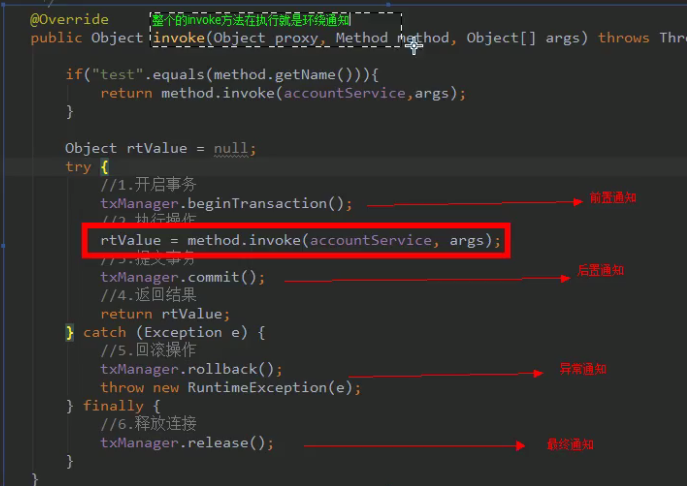 */
@Override 整个的invoke方法在执行就是环绕通知
public Object invoke(Object proxy, Method method, Object[] args) throws Thr
if("test".equals(method.getName())){
return method.invoke(accountService,args);
}
Object rtValue = null;
try {
//1.开启事务
txManager.beginTransaction(); 前置通知
//2.执行操作
rtValue = method.invoke(accountService, args);
//3.提交事务
txManager.commit(); 后置通知
//4.返回结果
return rtValue;
} catch (Exception e) {
//5.回滚操作
txManager.rollback(); 异常通知
throw new RuntimeException(e);
} finally {
//6.释放连接
txManager.release(); 最终通知
}
}